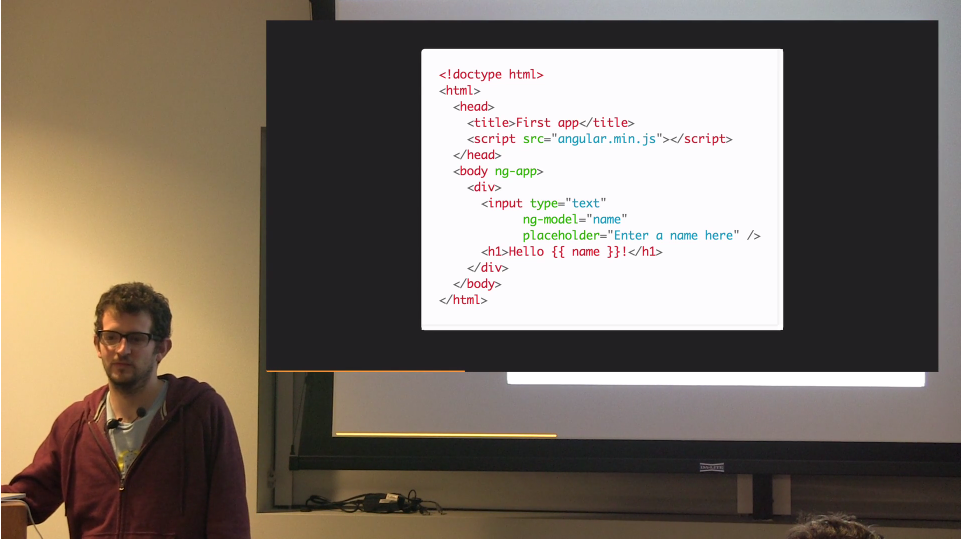 <!doctype html>
<html>
  <head>
    <title>First app</title>
    <script src="angular.min.js"></script>
  </head>
  <body ng-app>
    <div>
      <input type="text"
            ng-model="name"
            placeholder="Enter a name here" />
      <h1>Hello {{ name }}!</h1>
    </div>
  </body>
</html>